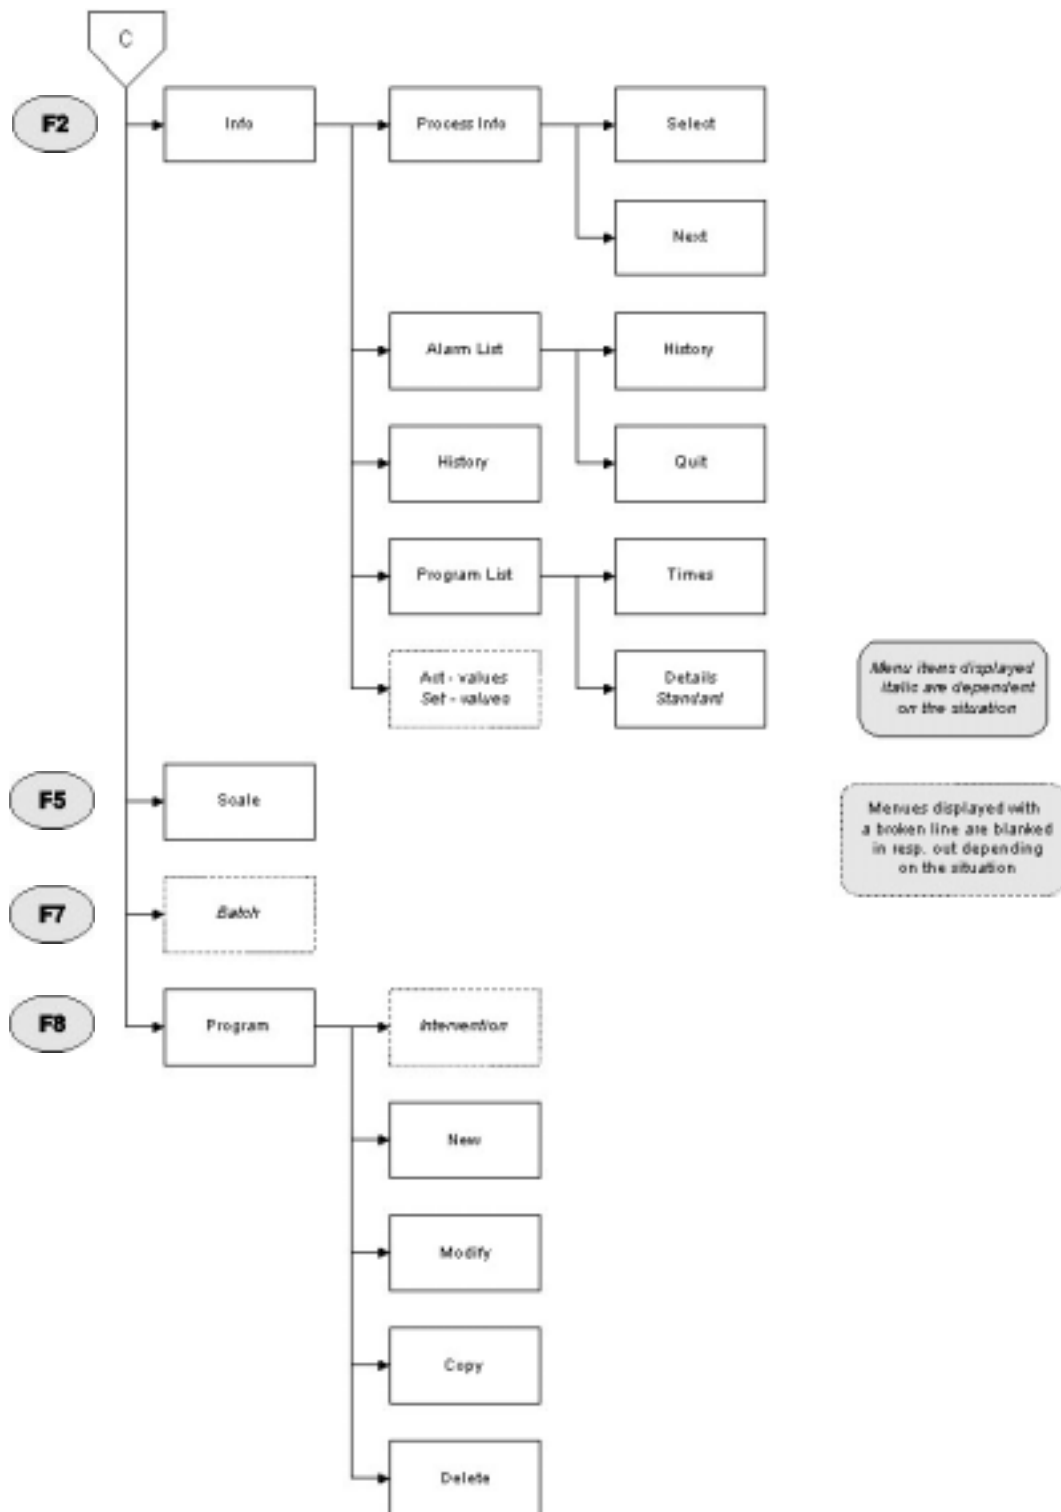 C
F2
Info
Process Info
Select
Next
Alarm List
History
History
Quit
Program List
Times
Act - values
Set - values
Details
Standard
Menu items displayed
italic are dependent
on the situation
F5
Scale
Menues displayed with
a broken line are blanked
in resp. out depending
on the situation
F7
Batch
F8
Program
Intervention
New
Modify
Copy
Delete